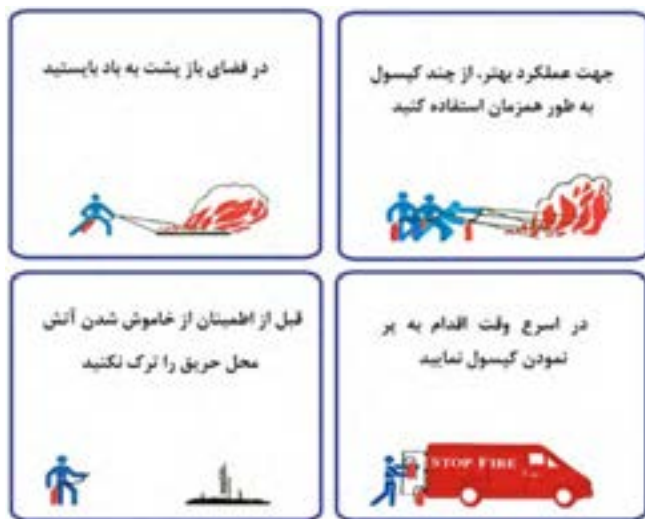 جهت عملکرد بهتر، از چند کپسول
به طور همزمان استفاده کنید
در فضای باز پشت به باد بایستید
در اسرع وقت اقدام به پر
نمودن کپسول نمایید
STOP FIRE
قبل از اطمینان از خاموش شدن آتش
محل حریق را ترک نکنید